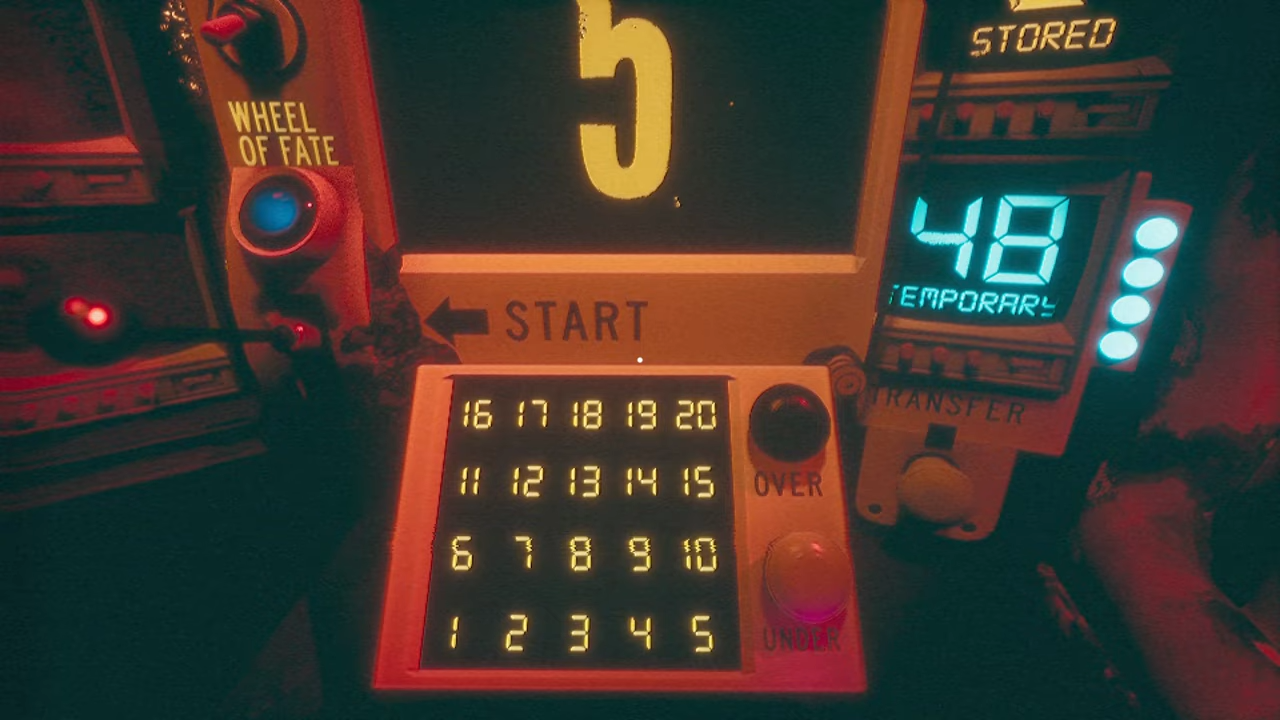 5
STORED
WHEEL
OF FATE
48
TEMPORARY
START
TRANSFER
16 17 18 19 20
11 12 13 14 15
6 7 8 9 10
1 2 3 4 5
OVER
UNDER